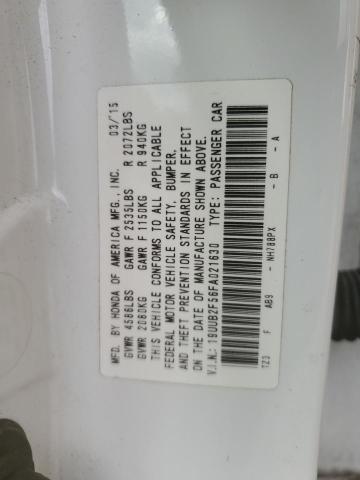 MFD. BY HONDA OF AMERICA MFG., INC. 03/'15
GVWR 4586LBS GAWR F 2535LBS R 2072LBS
GVWR 2080KG GAWR F 1150KG R 940KG
THIS VEHICLE CONFORMS TO ALL APPLICABLE
FEDERAL MOTOR VEHICLE SAFETY, BUMPER,
AND THEFT PREVENTION STANDARDS IN EFFECT
ON THE DATE OF MANUFACTURE SHOWN ABOVE.
V.I.N.: 19UUB2F56FA021630 TYPE: PASSENGER CAR
TZ3 F AB9 - NH788PX - B - A